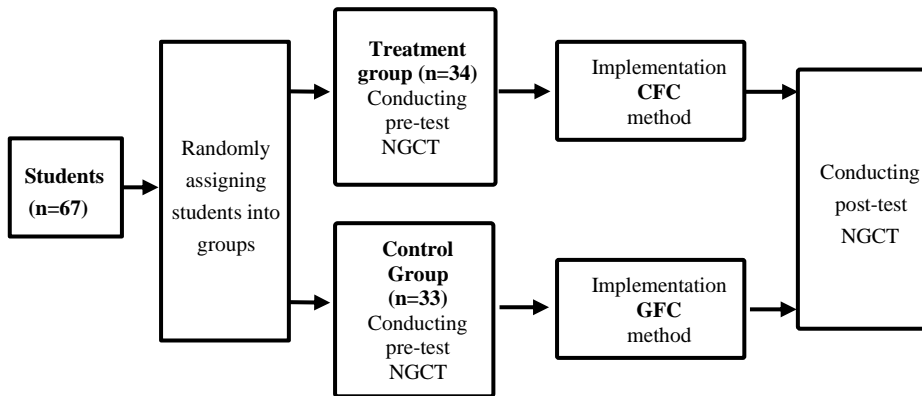 Students
(n=67)
Randomly
assigning
students into
groups
Treatment
group (n=34)
Conducting
pre-test
NGCT
Implementation
CFC
method
Control
Group
(n=33)
Conducting
pre-test
NGCT
Implementation
GFC
method
Conducting
post-test
NGCT